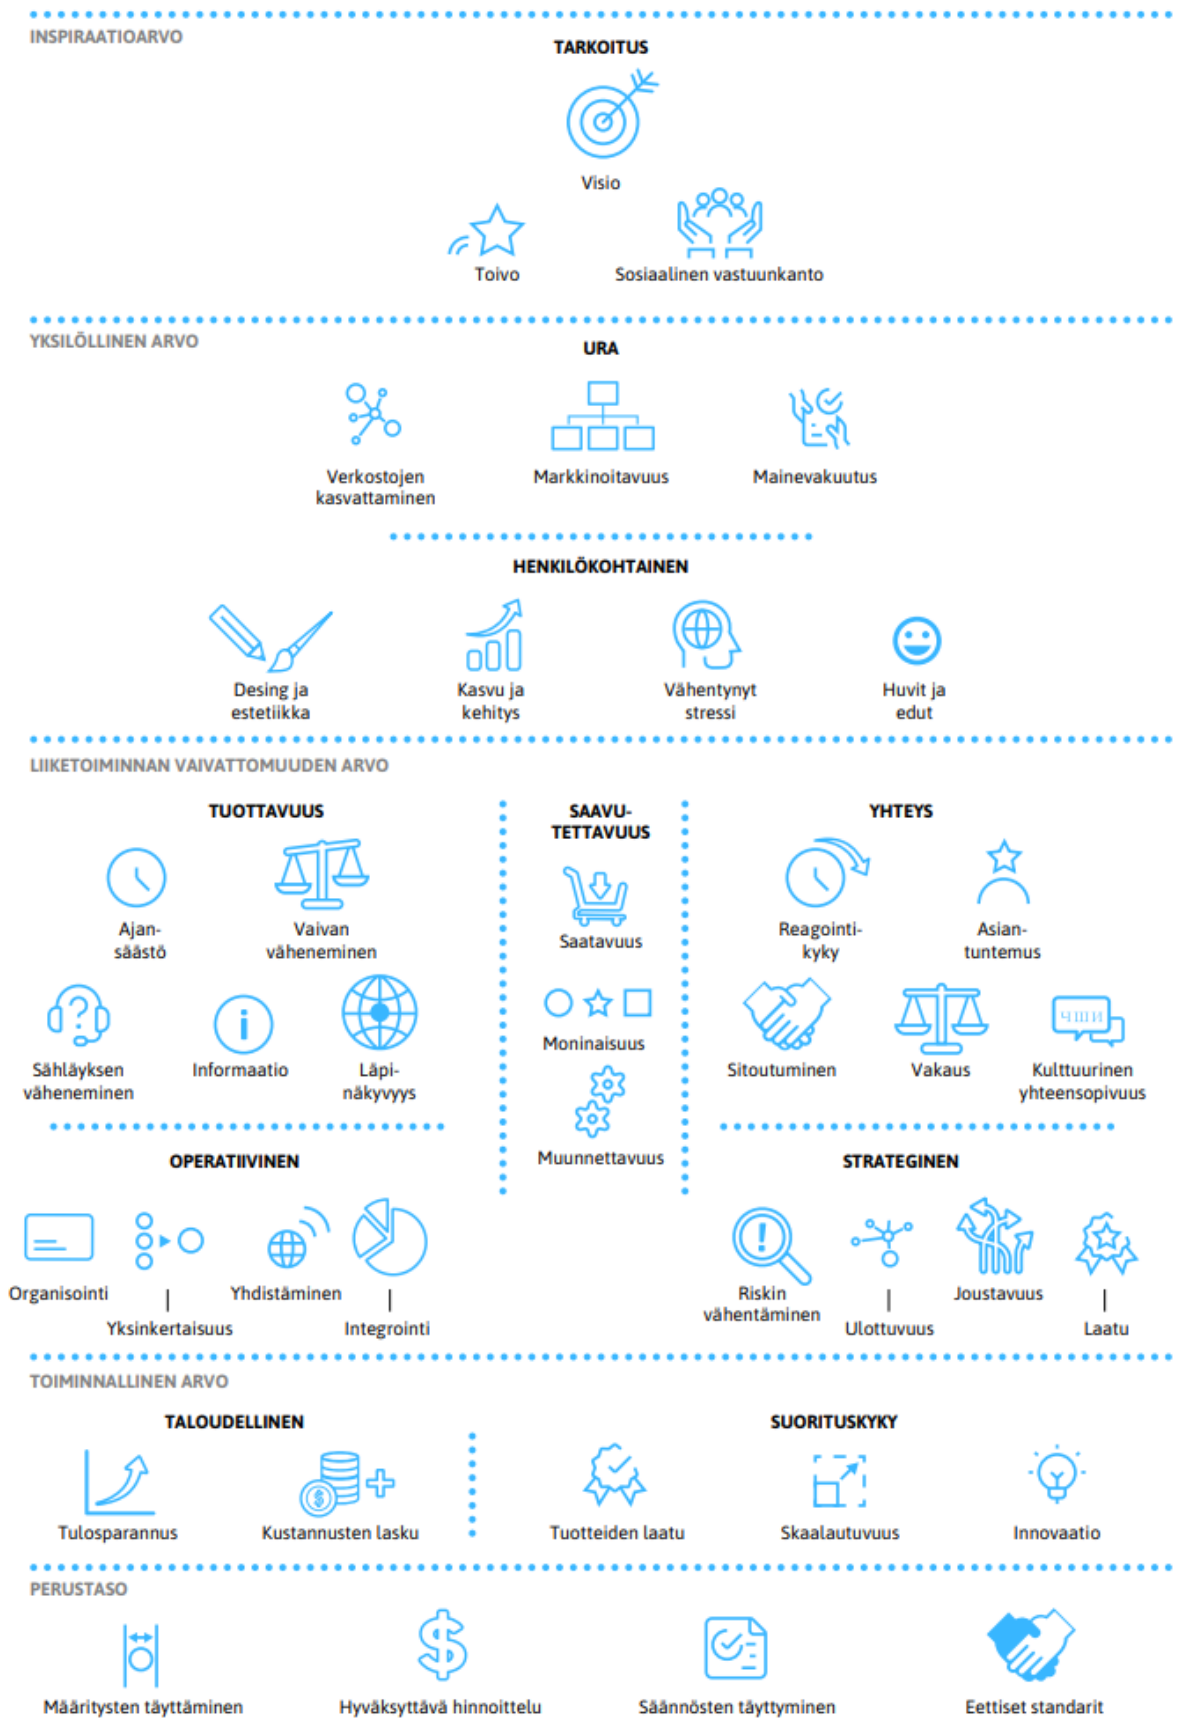 INSPIRAATIOARVO
TARKOITUS
Visio
Toivo
Sosiaalinen vastuunkanto
YKSILÖLLINEN ARVO
URA
Verkostojen
kasvattaminen
Markkinoitavuus
Mainevakuutus
HENKILÖKOHTAINEN
Desing ja
estetiikka
Kasvu ja
kehitys
Vähentynyt
stressi
Huvit ja
edut
LIIKETOIMINNAN VAIVATTOMUUDEN ARVO
TUOTTAVUUS
Ajan-
säästö
Vaivan
väheneminen
Sähläyksen
väheneminen
Informaatio
Läpi-
näkyvyys
SAAVU-
TETTAVUUS
Saatavuus
Moninaisuus
Muunnettavuus
YHTEYS
Reagointi-
kyky
Asian-
tuntemus
Sitoutuminen
Vakaus
чши
Kulttuurinen
yhteensopivuus
OPERATIIVINEN
Organisointi
Yksinkertaisuus
Yhdistäminen
Integrointi
STRATEGINEN
Riskin
vähentäminen
Ulottuvuus
Joustavuus
Laatu
TOIMINNALLINEN ARVO
TALOUDELLINEN
Tulosparannus
Kustannusten lasku
SUORITUSKYKY
Tuotteiden laatu
Skaalautuvuus
Innovaatio
PERUSTASO
Määritysten täyttäminen
Hyväksyttävä hinnoittelu
Säännösten täyttyminen
Eettiset standarit